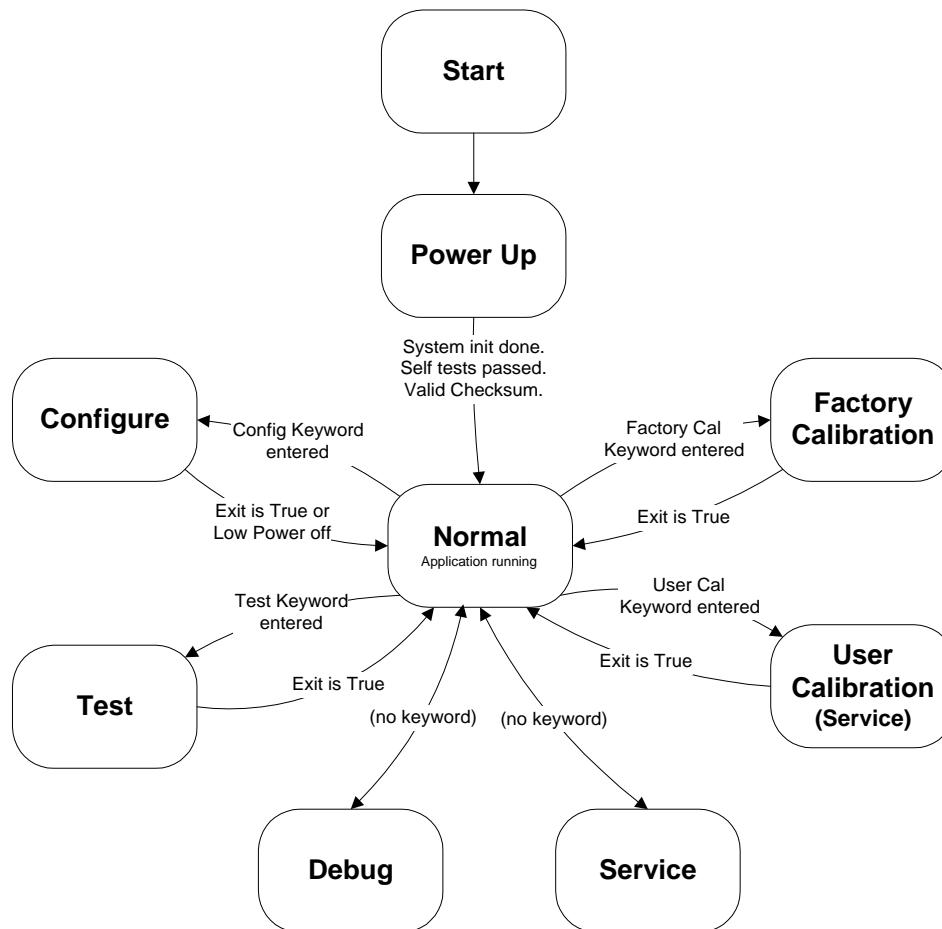 Start
Power Up
System init done.
Self tests passed.
Valid Checksum.
Configure
Config Keyword
entered
Factory Cal
Keyword entered
Factory
Calibration
Exit is True or
Low Power off
Normal
Application running
Exit is True
Test Keyword
entered
User Cal
Keyword entered
Test
Exit is True
Exit is True
User
Calibration
(Service)
(no keyword)
(no keyword)
Debug
Service